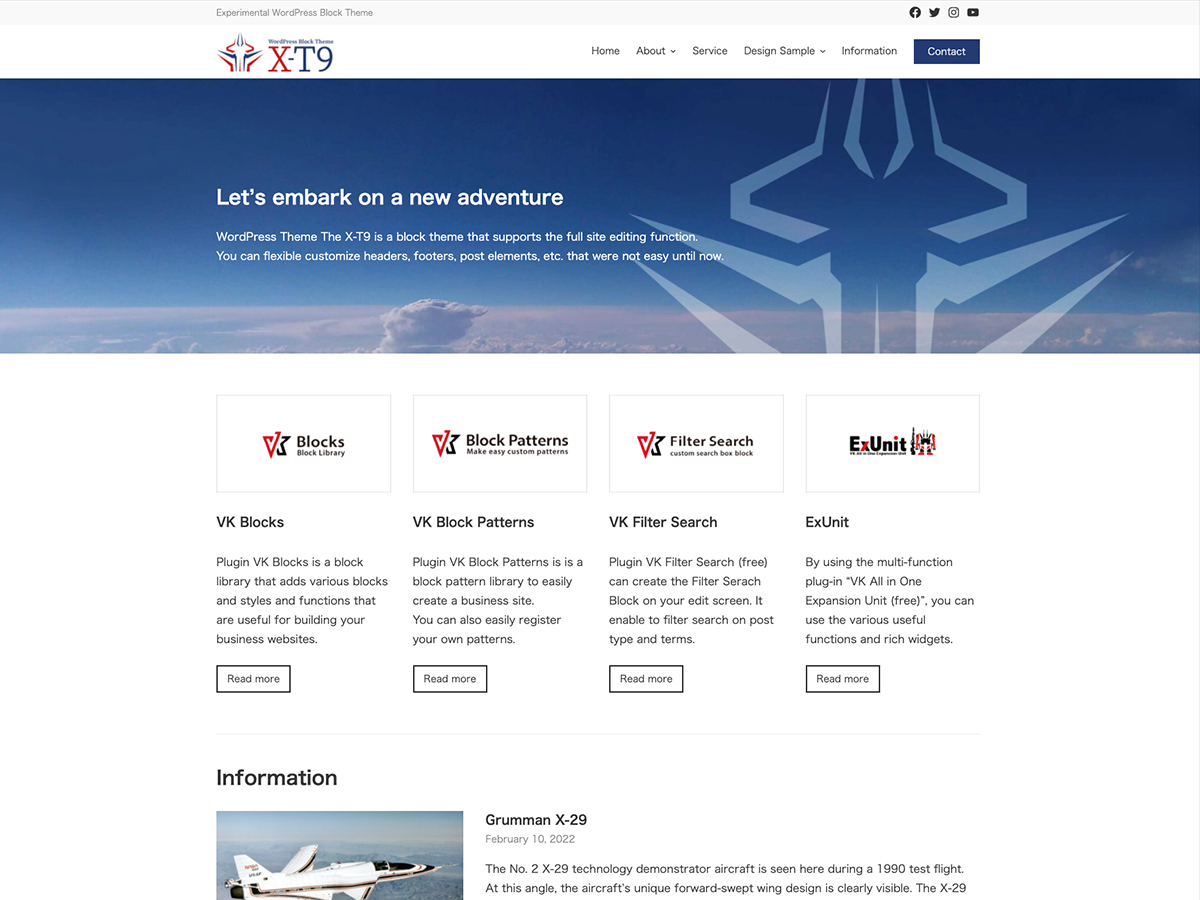 Experimental WordPress Block Theme
WordPress Block Theme
X-T9
Home About Service Design Sample Information Contact
Let’s embark on a new adventure
WordPress Theme The X-T9 is a block theme that supports the full site editing function.
You can flexible customize headers, footers, post elements, etc. that were not easy until now.
VK Blocks
Block Library
VK Block Patterns
Make easy custom patterns
VK Filter Search
custom search box block
ExUnit
VK All in One Expansion Unit
VK Blocks
Plugin VK Blocks is a block
library that adds various blocks
and styles and functions that
are useful for building your
business websites.
Read more
VK Block Patterns
Plugin VK Block Patterns is is a
block pattern library to easily
create a business site.
You can also easily register
your own patterns.
Read more
VK Filter Search
Plugin VK Filter Search (free)
can create the Filter Serach
Block on your edit screen. It
enable to filter search on post
type and terms.
Read more
ExUnit
By using the multi-function
plug-in “VK All in One
Expansion Unit (free)”, you can
use the various useful
functions and rich widgets.
Read more
Information
Grumman X-29
February 10, 2022
The No. 2 X-29 technology demonstrator aircraft is seen here during a 1990 test flight.
At this angle, the aircraft’s unique forward-swept wing design is clearly visible. The X-29